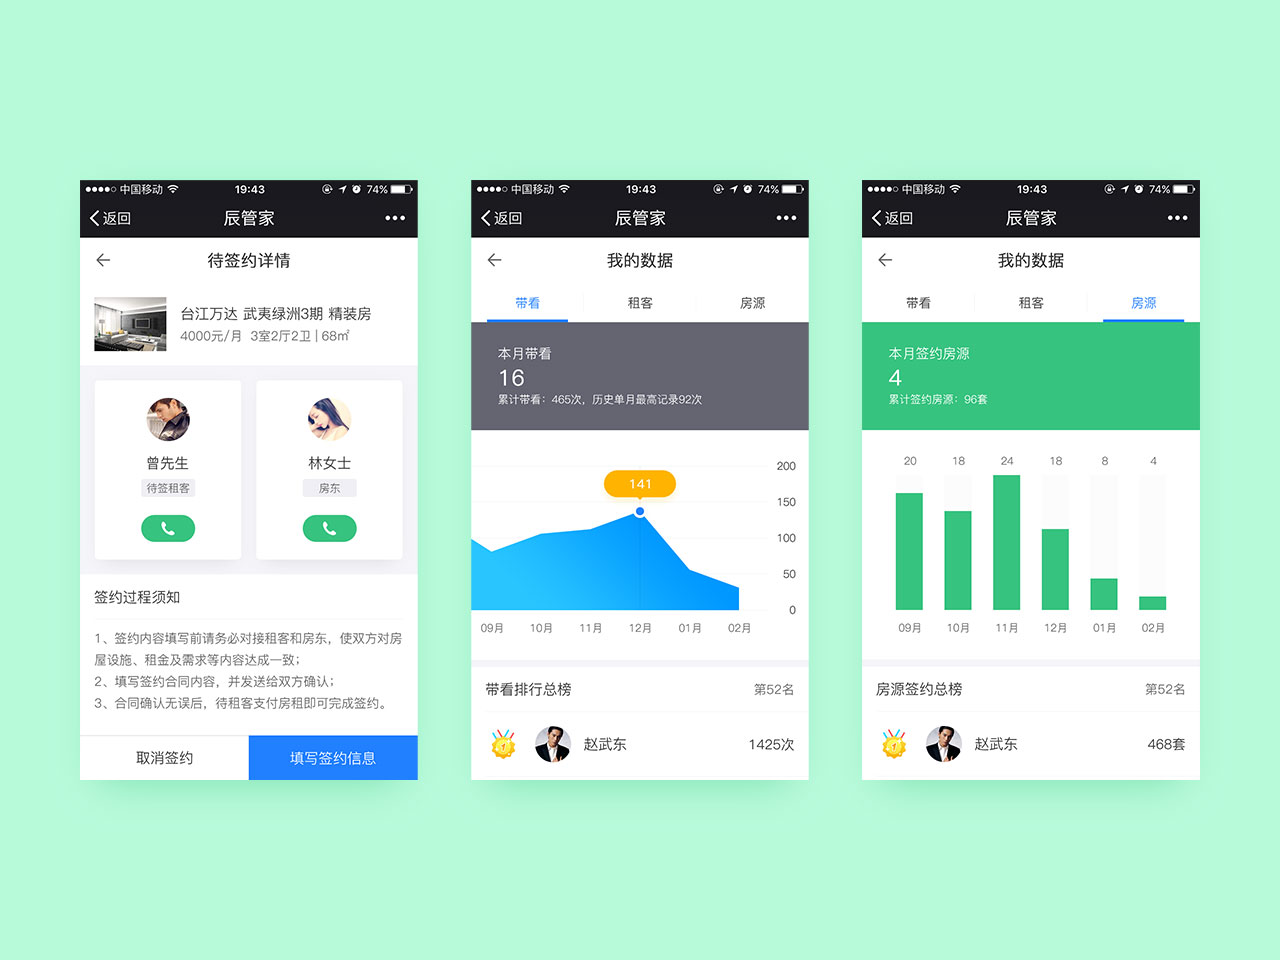 中国移动 19:43 74%
返回 辰管家
待签约详情
台江万达 武夷绿洲3期 精装房
4000元/月 3室2厅2卫 | 68㎡
曾先生
待签租客
林女士
房东
签约过程须知
1、签约内容填写前请务必对接租客和房东，使双方对房
屋设施、租金及需求等内容达成一致；
2、填写签约合同内容，并发送给双方确认；
3、合同确认无误后，待租客支付房租即可完成签约。
取消签约 填写签约信息
中国移动 19:43 74%
返回 辰管家
我的数据
带看 租客 房源
本月带看
16
累计带看：465次，历史单月最高记录92次
200
141
150
100
50
0
09月 10月 11月 12月 01月 02月
带看排行总榜 第52名
1
赵武东 1425次
中国移动 19:43 74%
返回 辰管家
我的数据
带看 租客 房源
本月签约房源
4
累计签约房源：96套
20 18 24 18 8 4
09月 10月 11月 12月 01月 02月
房源签约总榜 第52名
1
赵武东 468套